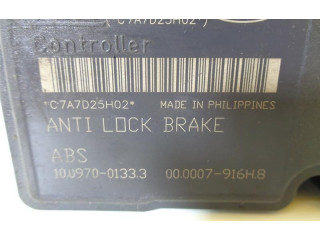 (*C7A7D25H02*)
Controller
*C7A7D25H02* MADE IN PHILIPPINES
ANTI LOCK BRAKE
ABS
10.0970-0133.3 00.0007-916H.8